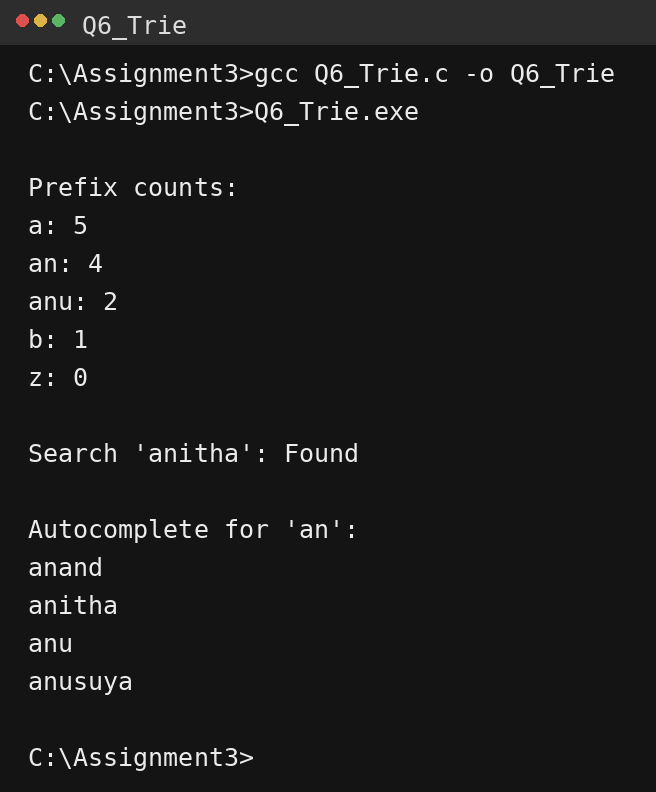 Q6_Trie
C:\Assignment3>gcc Q6_Trie.c -o Q6_Trie
C:\Assignment3>Q6_Trie.exe
Prefix counts:
a: 5
an: 4
anu: 2
b: 1
z: 0
Search 'anitha': Found
Autocomplete for 'an':
anand
anitha
anu
anusuya
C:\Assignment3>